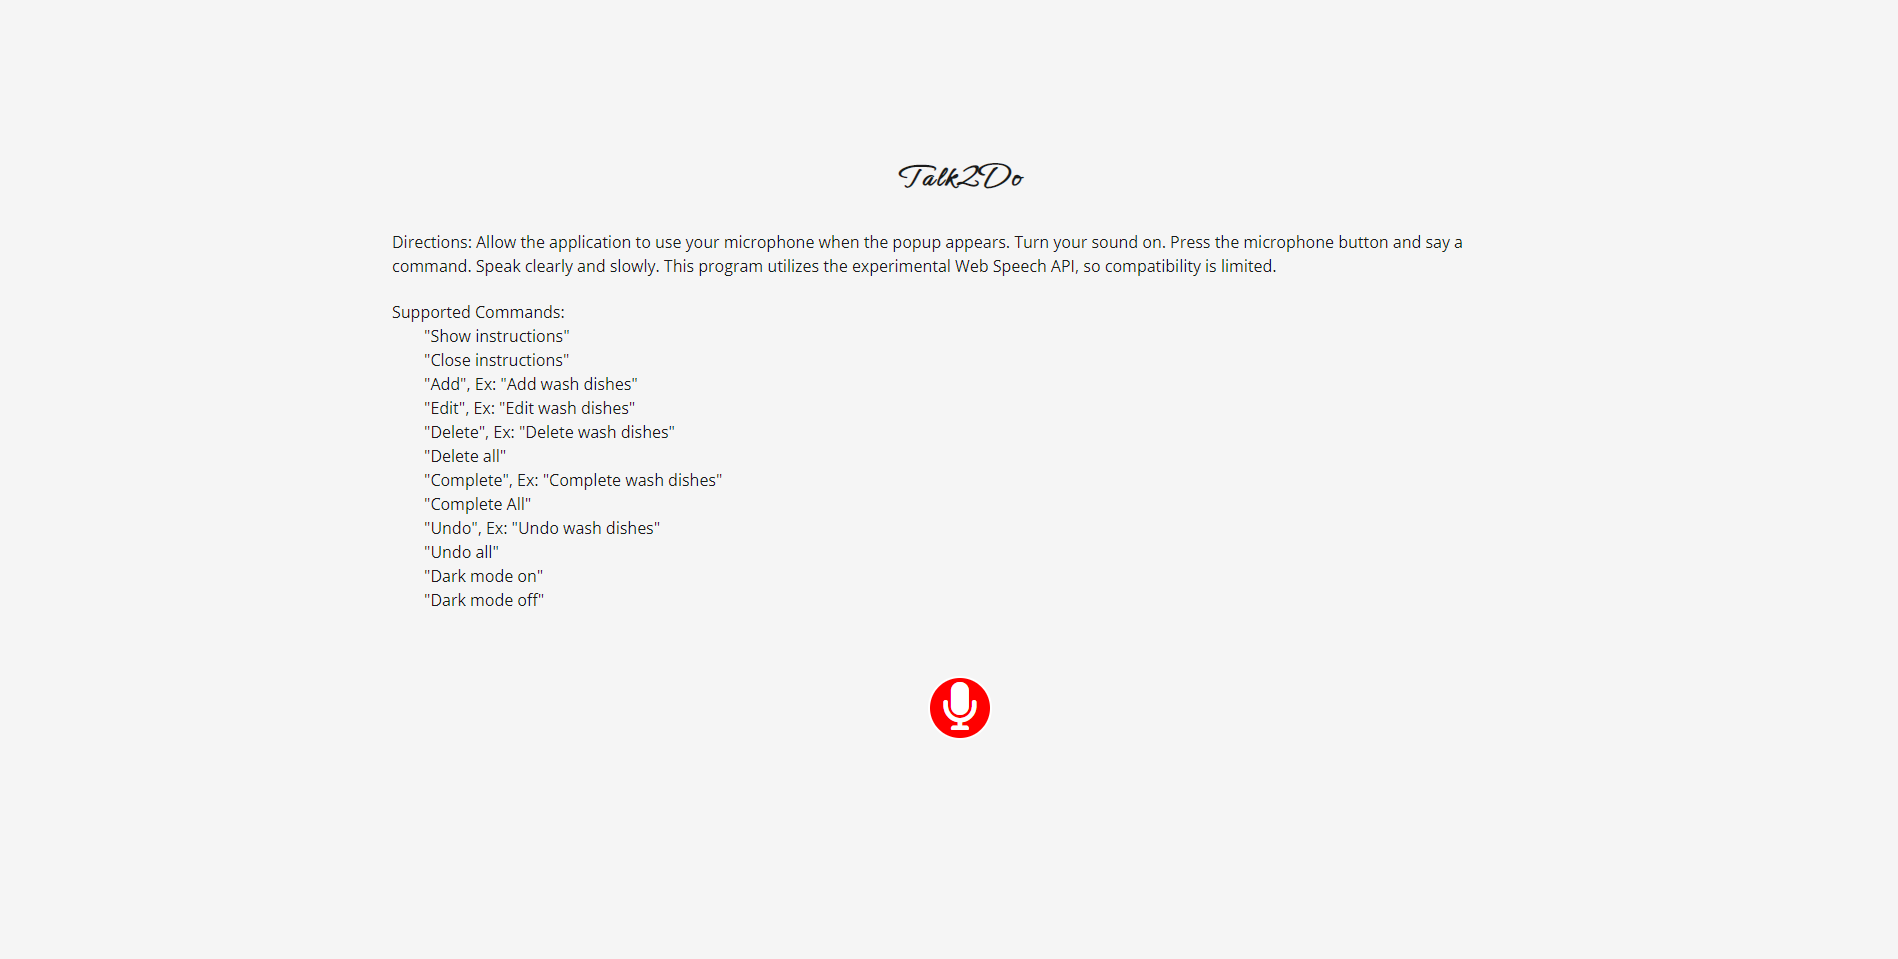 Talk2Do
Directions: Allow the application to use your microphone when the popup appears. Turn your sound on. Press the microphone button and say a
command. Speak clearly and slowly. This program utilizes the experimental Web Speech API, so compatibility is limited.
Supported Commands:
"Show instructions"
"Close instructions"
"Add", Ex: "Add wash dishes"
"Edit", Ex: "Edit wash dishes"
"Delete", Ex: "Delete wash dishes"
"Delete all"
"Complete", Ex: "Complete wash dishes"
"Complete All"
"Undo", Ex: "Undo wash dishes"
"Undo all"
"Dark mode on"
"Dark mode off"